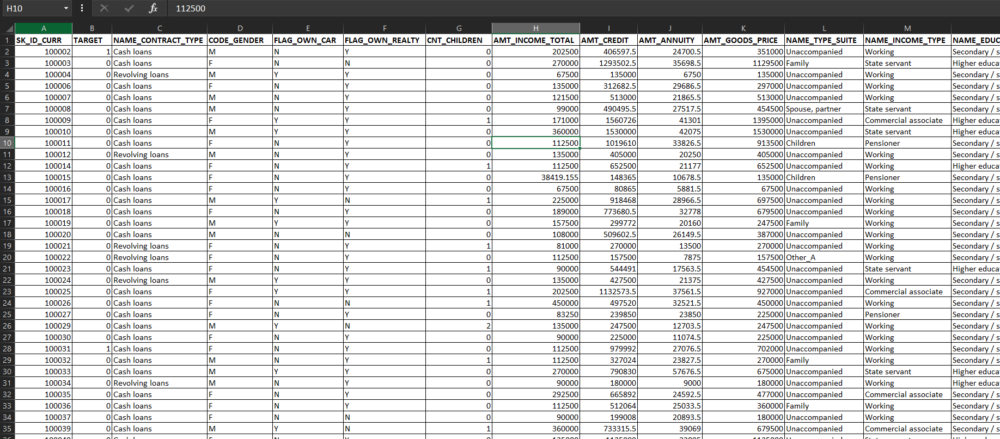 H10 fx 112500
A B C D E F G H I J K L M
1 SK_ID_CURR TARGET NAME_CONTRACT_TYPE CODE_GENDER FLAG_OWN_CAR FLAG_OWN_REALTY CNT_CHILDREN AMT_INCOME_TOTAL AMT_CREDIT AMT_ANNUITY AMT_GOODS_PRICE NAME_TYPE_SUITE NAME_INCOME_TYPE NAME_EDUC
2 100002 1 Cash loans M N Y 0 202500 406597.5 24700.5 351000 Unaccompanied Working Secondary / s
3 100003 0 Cash loans F N N 0 270000 1293502.5 35698.5 1129500 Family State servant Higher educa
4 100004 0 Revolving loans M Y Y 0 67500 135000 6750 135000 Unaccompanied Working Secondary / s
5 100006 0 Cash loans F N Y 0 135000 312682.5 29686.5 297000 Unaccompanied Working Secondary / s
6 100007 0 Cash loans M N Y 0 121500 513000 21865.5 513000 Unaccompanied Working Secondary / s
7 100008 0 Cash loans M N Y 0 99000 490495.5 27517.5 454500 Spouse, partner State servant Secondary / s
8 100009 0 Cash loans F Y Y 1 171000 1560726 41301 1395000 Unaccompanied Commercial associate Higher educa
9 100010 0 Cash loans M Y Y 0 360000 1530000 42075 1530000 Unaccompanied State servant Higher educa
10 100011 0 Cash loans F N Y 0 112500 1019610 33826.5 913500 Children Pensioner Secondary / s
11 100012 0 Revolving loans M N Y 0 135000 405000 20250 405000 Unaccompanied Working Secondary / s
12 100014 0 Cash loans F N Y 1 112500 652500 21177 652500 Unaccompanied Working Higher educa
13 100015 0 Cash loans F N Y 0 38419.155 148365 10678.5 135000 Children Pensioner Secondary / s
14 100016 0 Cash loans F N Y 0 67500 80865 5881.5 67500 Unaccompanied Working Secondary / s
15 100017 0 Cash loans M Y N 1 225000 918468 28966.5 697500 Unaccompanied Working Secondary / s
16 100018 0 Cash loans F N Y 0 189000 773680.5 32778 679500 Unaccompanied Working Secondary / s
17 100019 0 Cash loans M Y Y 0 157500 299772 20160 247500 Family Working Secondary / s
18 100020 0 Cash loans M N N 0 108000 509602.5 26149.5 387000 Unaccompanied Working Secondary / s
19 100021 0 Revolving loans F N Y 1 81000 270000 13500 270000 Unaccompanied Working Secondary / s
20 100022 0 Revolving loans F N Y 0 112500 157500 7875 157500 Other_A Working Secondary / s
21 100023 0 Cash loans F N Y 1 90000 544491 17563.5 454500 Unaccompanied State servant Higher educa
22 100024 0 Revolving loans M Y Y 0 135000 427500 21375 427500 Unaccompanied Working Secondary / s
23 100025 0 Cash loans F Y Y 1 202500 1132573.5 37561.5 927000 Unaccompanied Commercial associate Secondary / s
24 100026 0 Cash loans F N N 1 450000 497520 32521.5 450000 Unaccompanied Working Secondary / s
25 100027 0 Cash loans F N Y 0 83250 239850 23850 225000 Unaccompanied Pensioner Secondary / s
26 100029 0 Cash loans M Y N 2 135000 247500 12703.5 247500 Unaccompanied Working Secondary / s
27 100030 0 Cash loans F N Y 0 90000 225000 11074.5 225000 Unaccompanied Working Secondary / s
28 100031 1 Cash loans F N Y 0 112500 979992 27076.5 702000 Unaccompanied Working Secondary / s
29 100032 0 Cash loans M N Y 1 112500 327024 23827.5 270000 Family Working Secondary / s
30 100033 0 Cash loans M Y Y 0 270000 790830 57676.5 675000 Unaccompanied State servant Higher educa
31 100034 0 Revolving loans M N Y 0 90000 180000 9000 180000 Unaccompanied Working Higher educa
32 100035 0 Cash loans F N Y 0 292500 665892 24592.5 477000 Unaccompanied Commercial associate Secondary / s
33 100036 0 Cash loans F N Y 0 112500 512064 25033.5 360000 Family Working Secondary / s
34 100037 0 Cash loans F N N 0 90000 199008 20893.5 180000 Unaccompanied Working Secondary / s
35 100039 0 Cash loans M Y N 1 360000 733315.5 39069 679500 Unaccompanied Commercial associate Secondary / s